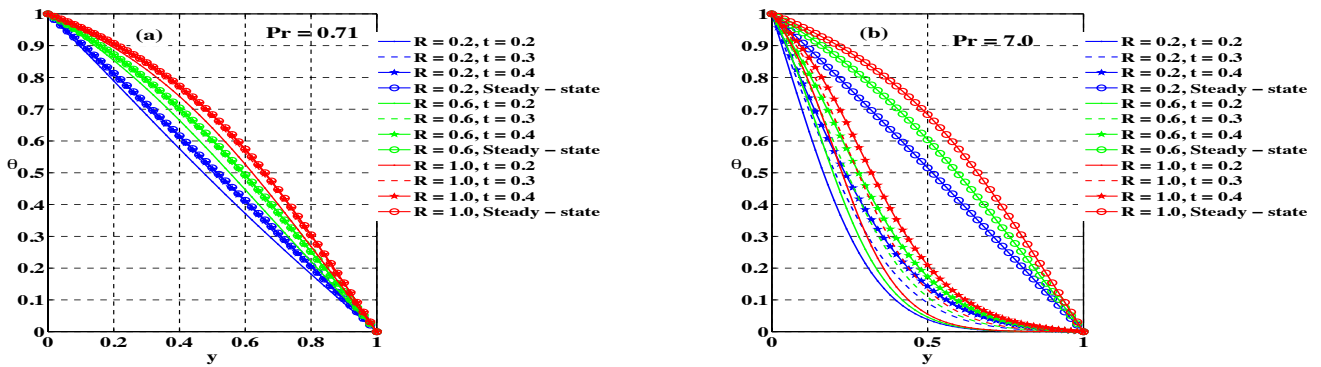 (a)
Pr = 0.71
1
0.9
0.8
0.7
0.6
0.5
0.4
0.3
0.2
0.1
0
θ
0
0.2
0.4
0.6
0.8
1
y
R = 0.2, t = 0.2
R = 0.2, t = 0.3
R = 0.2, t = 0.4
R = 0.2, Steady − state
R = 0.6, t = 0.2
R = 0.6, t = 0.3
R = 0.6, t = 0.4
R = 0.6, Steady − state
R = 1.0, t = 0.2
R = 1.0, t = 0.3
R = 1.0, t = 0.4
R = 1.0, Steady − state
(b)
Pr = 7.0
1
0.9
0.8
0.7
0.6
0.5
0.4
0.3
0.2
0.1
0
θ
0
0.5
1
y
R = 0.2, t = 0.2
R = 0.2, t = 0.3
R = 0.2, t = 0.4
R = 0.2, Steady − state
R = 0.6, t = 0.2
R = 0.6, t = 0.3
R = 0.6, t = 0.4
R = 0.6, Steady − state
R = 1.0, t = 0.2
R = 1.0, t = 0.3
R = 1.0, t = 0.4
R = 1.0, Steady − state